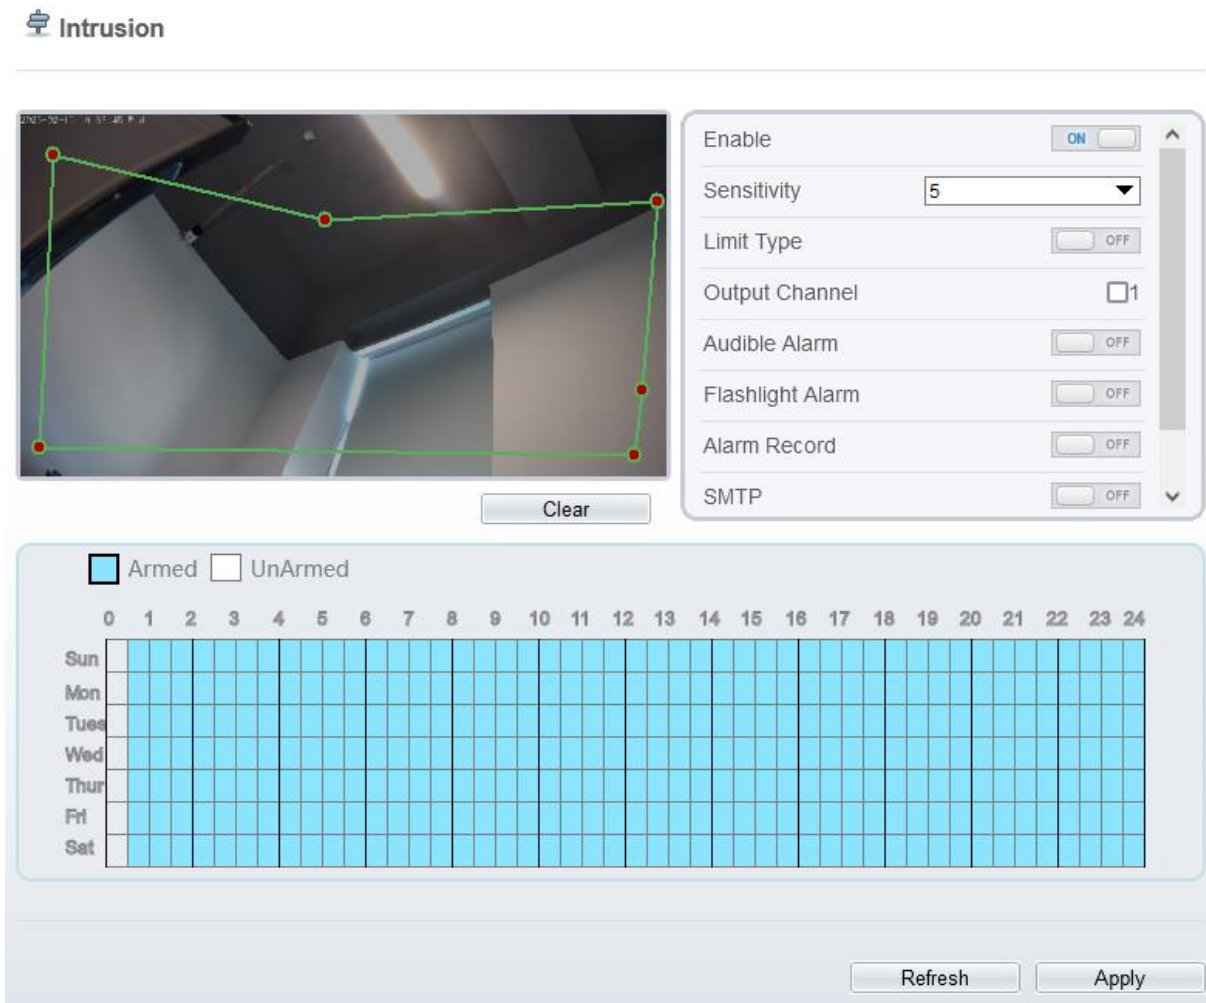 Intrusion
Enable ON
Sensitivity 5
Limit Type OFF
Output Channel 1
Audible Alarm OFF
Flashlight Alarm OFF
Alarm Record OFF
SMTP OFF
Clear
Armed UnArmed
0 1 2 3 4 5 6 7 8 9 10 11 12 13 14 15 16 17 18 19 20 21 22 23 24
Sun
Mon
Tues
Wed
Thur
Fri
Sat
Refresh Apply